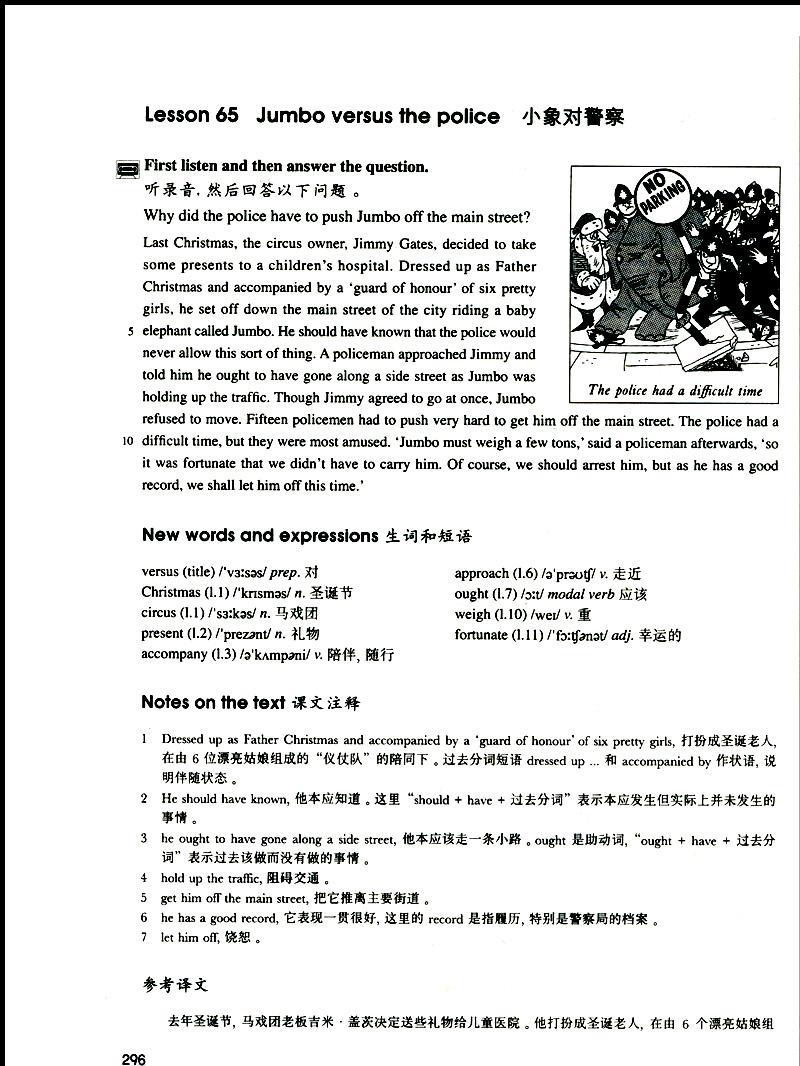 Lesson 65 Jumbo versus the police 小象对警察
First listen and then answer the question.
听录音，然后回答以下问题。
Why did the police have to push Jumbo off the main street?
Last Christmas, the circus owner, Jimmy Gates, decided to take
some presents to a children's hospital. Dressed up as Father
Christmas and accompanied by a 'guard of honour' of six pretty
girls, he set off down the main street of the city riding a baby
5 elephant called Jumbo. He should have known that the police would
never allow this sort of thing. A policeman approached Jimmy and
told him he ought to have gone along a side street as Jumbo was
holding up the traffic. Though Jimmy agreed to go at once, Jumbo
refused to move. Fifteen policemen had to push very hard to get him off the main street. The police had a
10 difficult time, but they were most amused. 'Jumbo must weigh a few tons,' said a policeman afterwards, 'so
it was fortunate that we didn't have to carry him. Of course, we should arrest him, but as he has a good
record, we shall let him off this time.'
NO
PARKING
The police had a difficult time
New words and expressions 生词和短语
versus (title) /'vɜːsəs/ prep. 对
Christmas (l.1) /'krɪsməs/ n. 圣诞节
circus (l.1) /'sɜːkəs/ n. 马戏团
present (l.2) /'prezənt/ n. 礼物
accompany (l.3) /ə'kʌmpəni/ v. 陪伴，随行
approach (l.6) /ə'prəʊtʃ/ v. 走近
ought (l.7) /ɔːt/ modal verb 应该
weigh (l.10) /weɪ/ v. 重
fortunate (l.11) /'fɔːtʃənət/ adj. 幸运的
Notes on the text 课文注释
1 Dressed up as Father Christmas and accompanied by a 'guard of honour' of six pretty girls, 打扮成圣诞老人，
在由 6 位漂亮姑娘组成的“仪仗队”的陪同下。过去分词短语 dressed up ... 和 accompanied by 作状语，说
明伴随状态。
2 He should have known, 他本应知道。这里“should + have + 过去分词”表示本应发生但实际上并未发生的
事情。
3 he ought to have gone along a side street, 他本应该走一条小路。ought 是助动词，“ought + have + 过去分
词”表示过去该做而没有做的事情。
4 hold up the traffic, 阻碍交通。
5 get him off the main street, 把它推离主要街道。
6 he has a good record, 它表现一贯很好，这里的 record 是指履历，特别是警察局的档案。
7 let him off, 饶恕。
参考译文
去年圣诞节，马戏团老板吉米·盖茨决定送些礼物给儿童医院。他打扮成圣诞老人，在由 6 个漂亮姑娘组
296